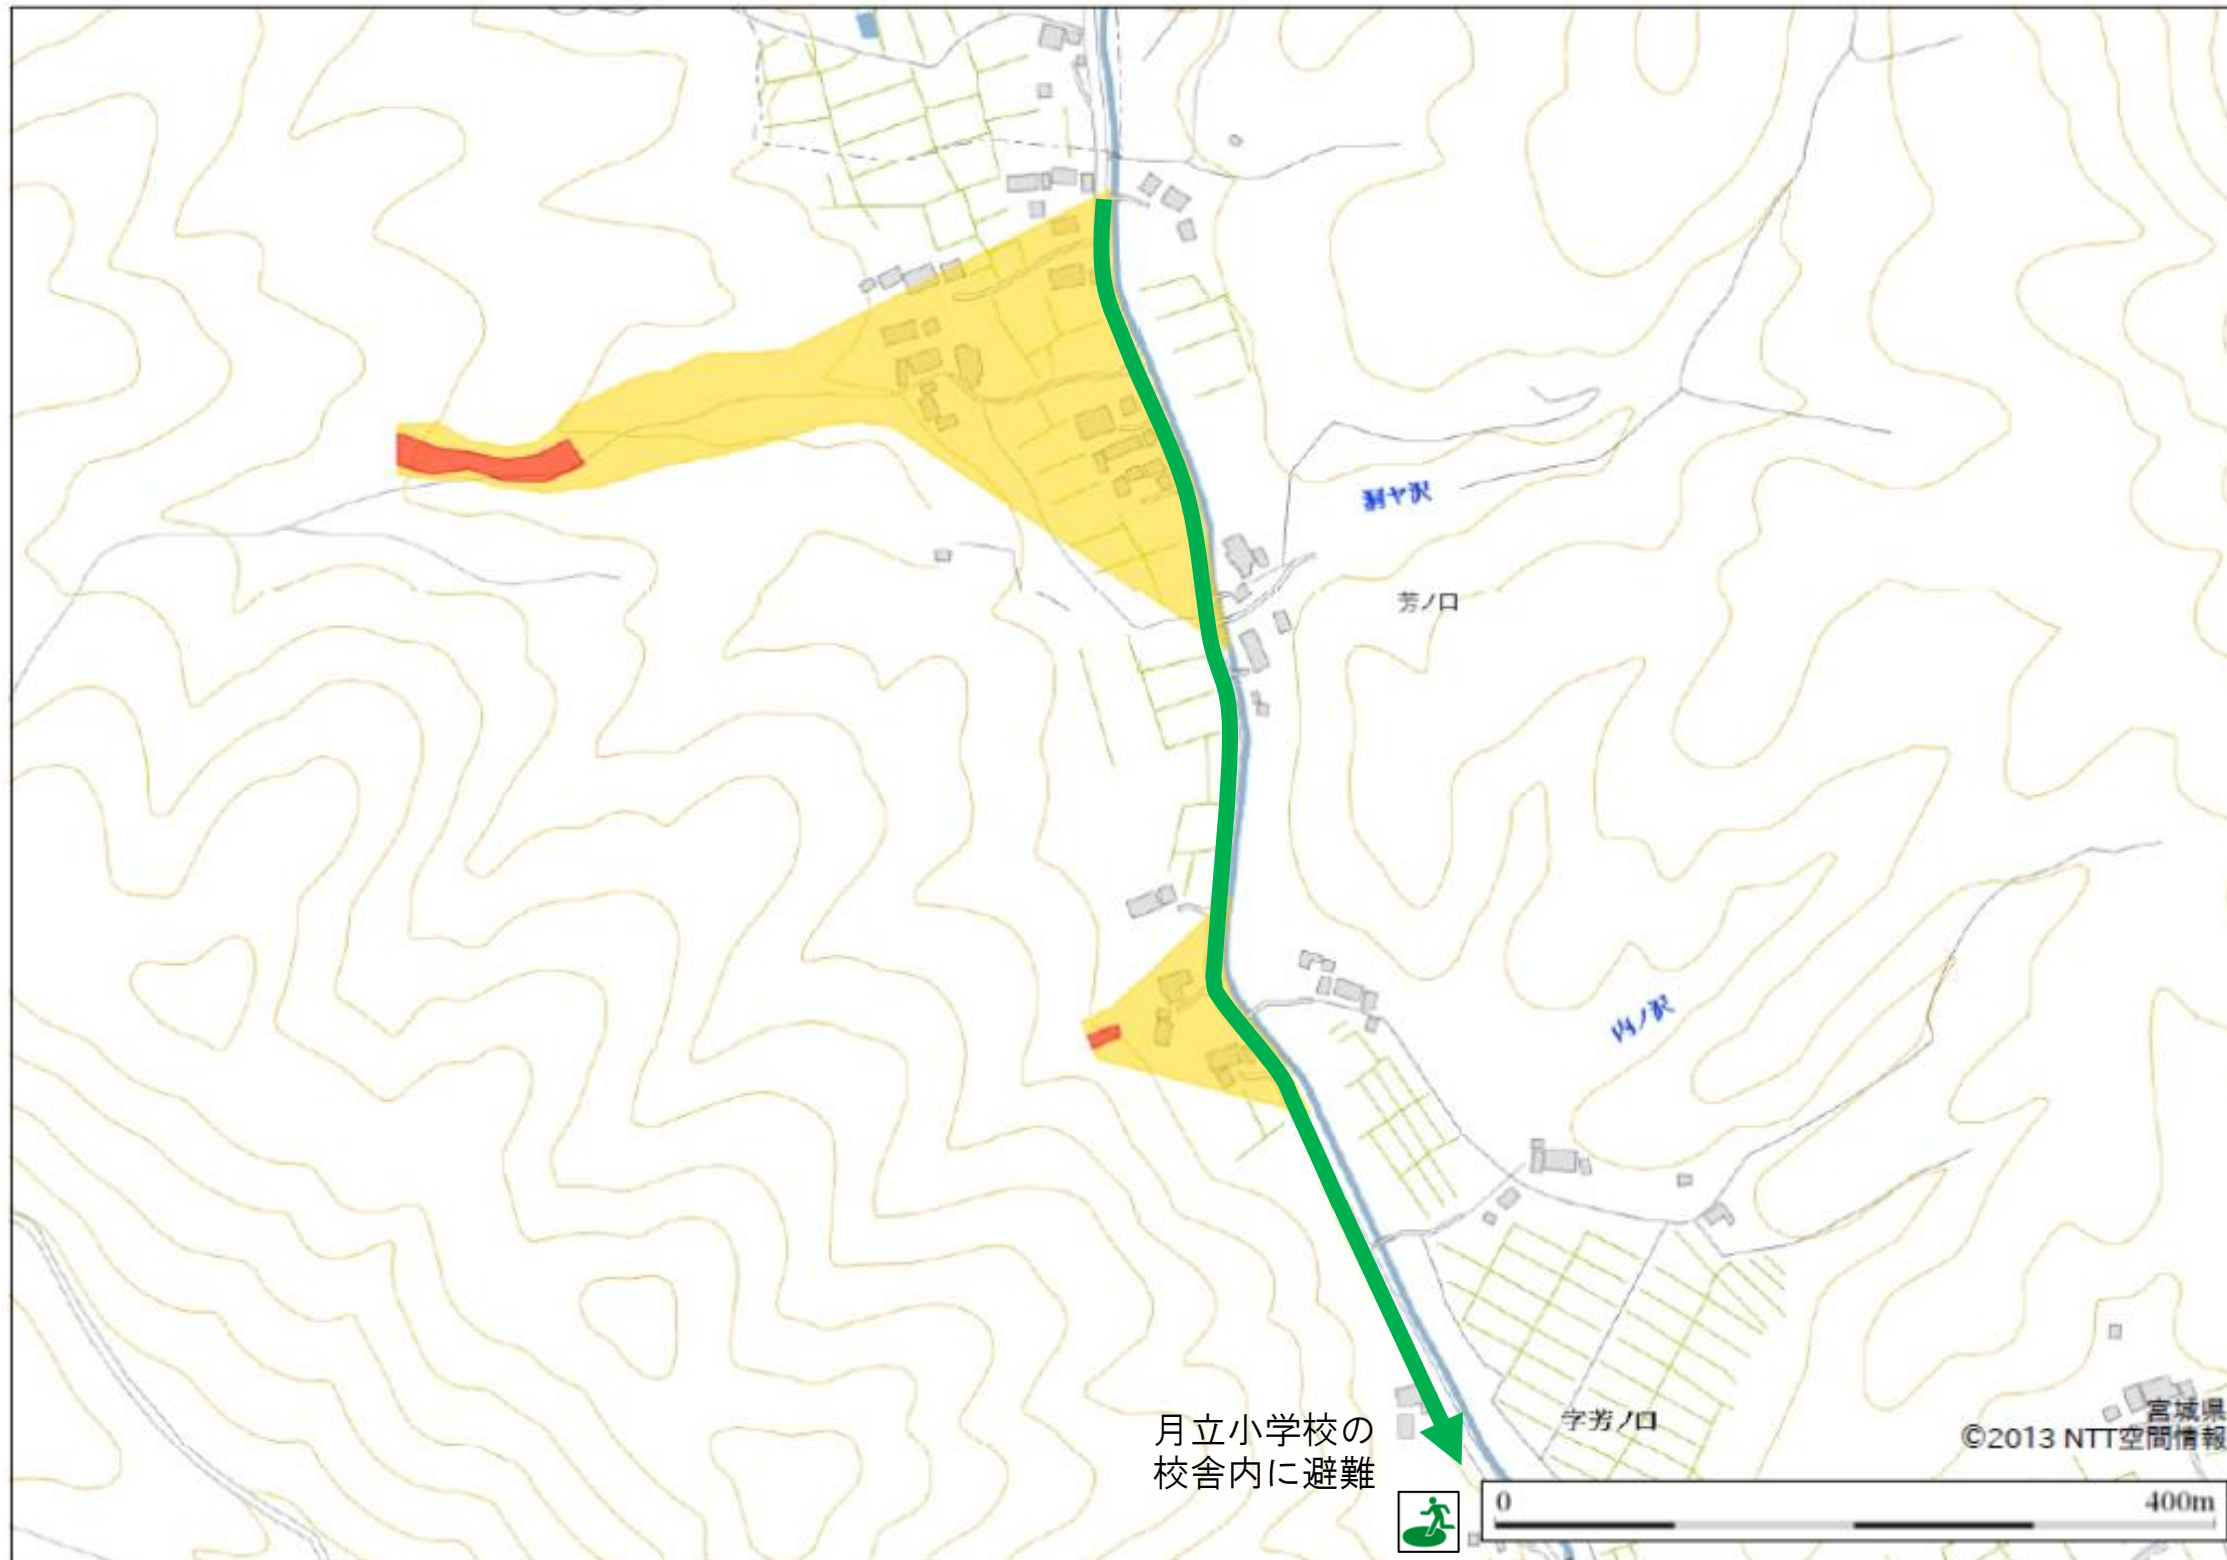 洞ヤ沢
芳ノ口
内ノ沢
字芳ノ口
月立小学校の
校舎内に避難
宮城県
©2013 NTT空間情報
0 400m